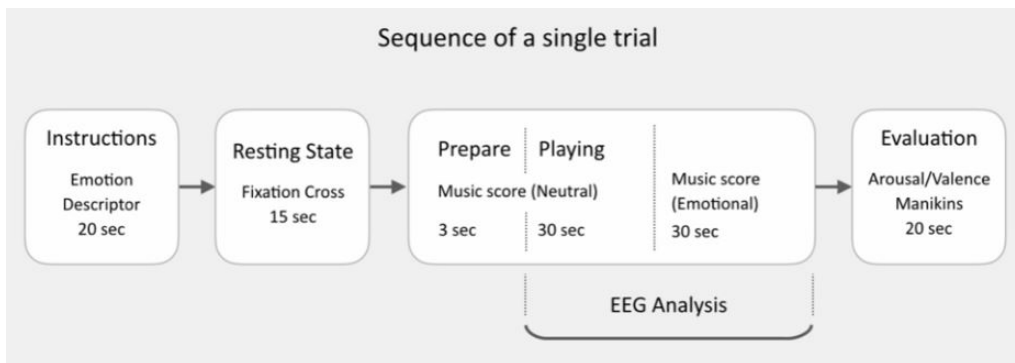 Sequence of a single trial
Instructions
Emotion
Descriptor
20 sec
Resting State
Fixation Cross
15 sec
Prepare
Playing
Music score (Neutral)
3 sec
30 sec
Music score
(Emotional)
30 sec
Evaluation
Arousal/Valence
Manikins
20 sec
EEG Analysis